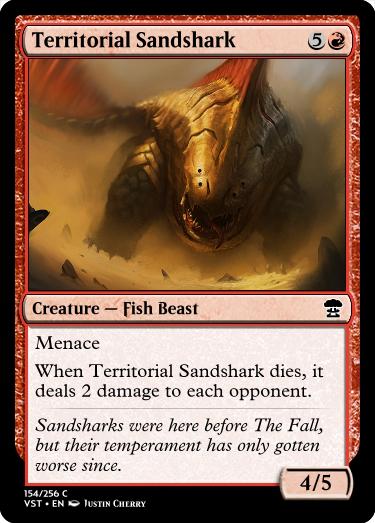 Territorial Sandshark 5
Creature — Fish Beast
Menace
When Territorial Sandshark dies, it
deals 2 damage to each opponent.
Sandsharks were here before The Fall,
but their temperament has only gotten
worse since.
4/5
154/256 C
VST • EN Justin Cherry